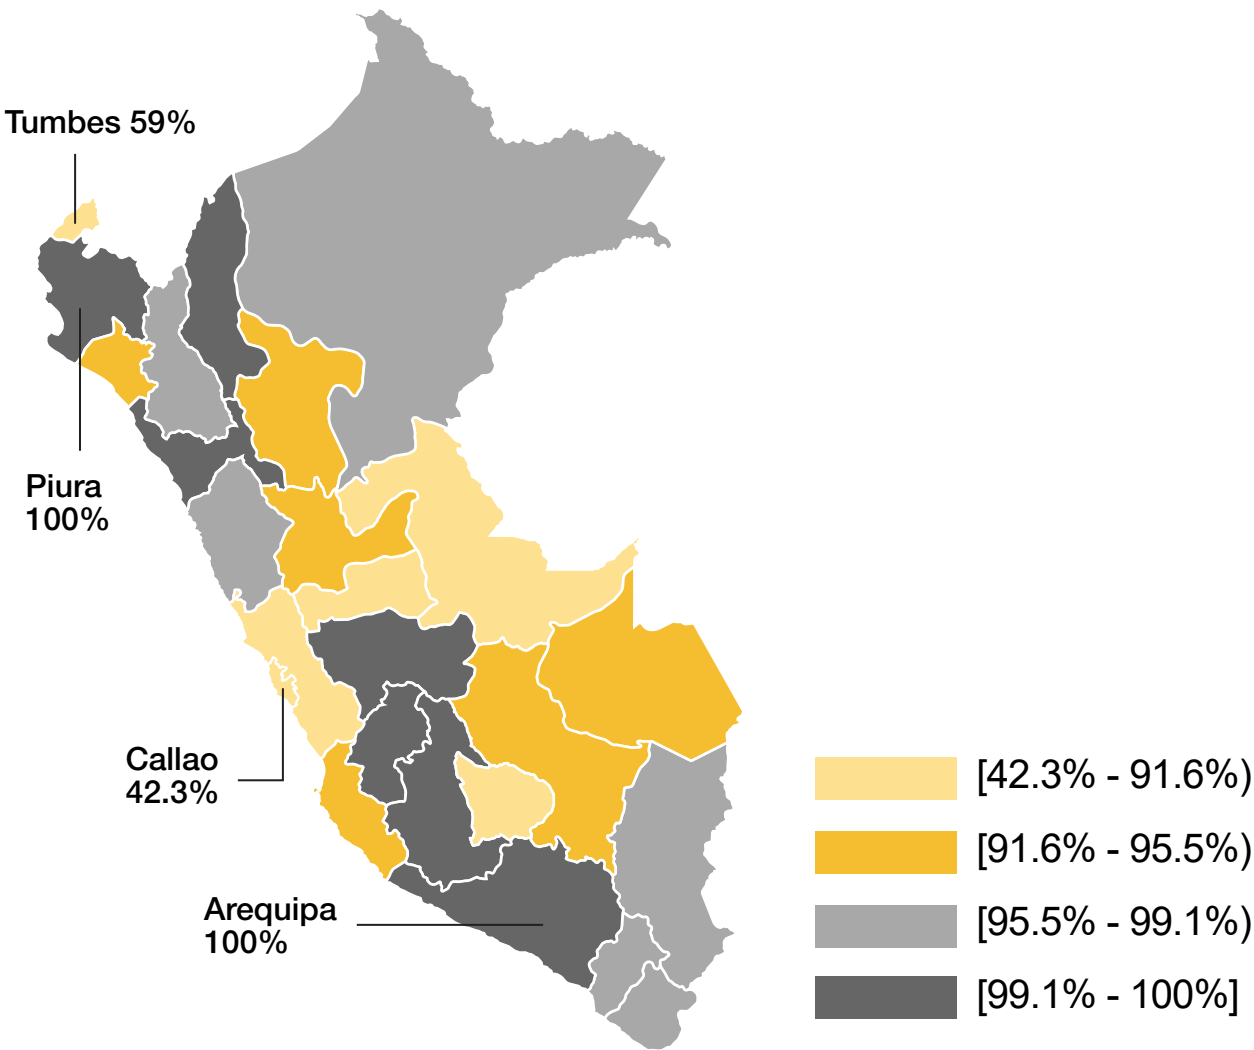 Tumbes 59%
Piura
100%
Callao
42.3%
Arequipa
100%
[42.3% - 91.6%)
[91.6% - 95.5%)
[95.5% - 99.1%)
[99.1% - 100%]